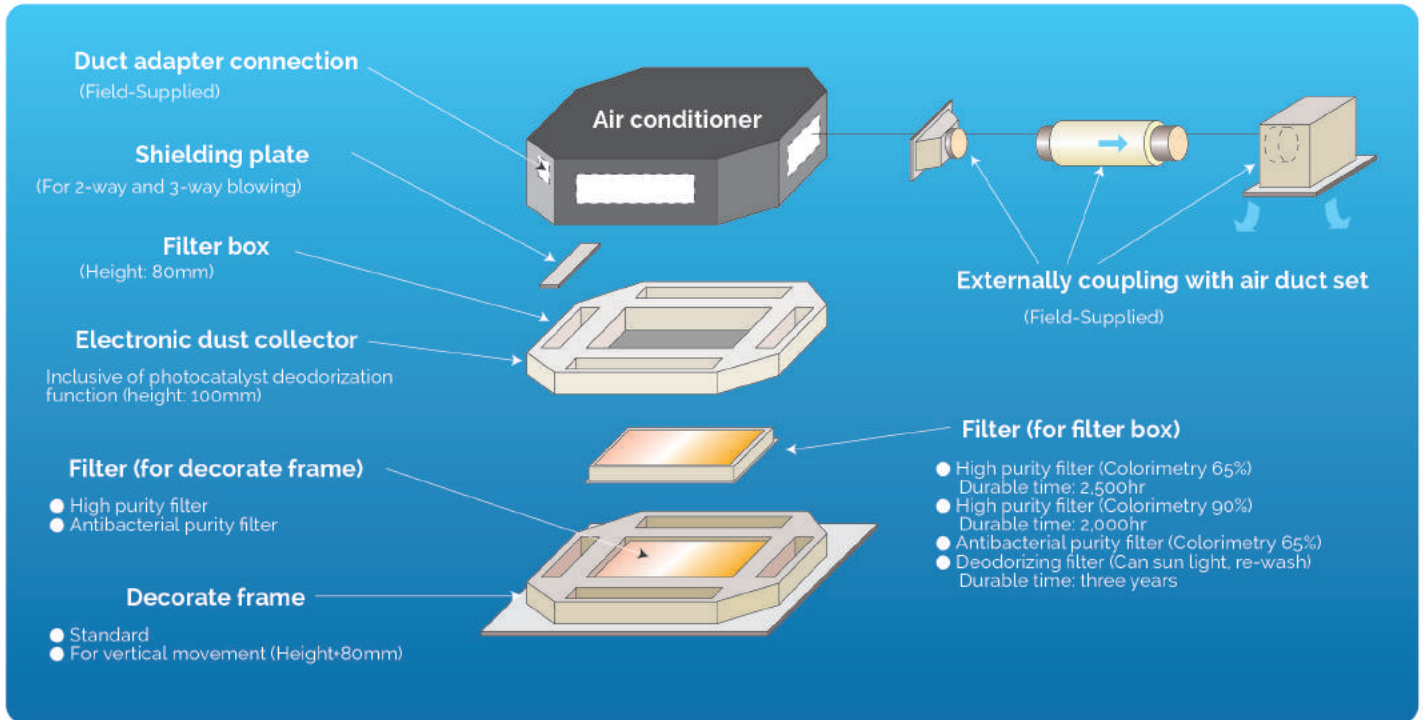 Duct adapter connection
(Field-Supplied)
Air conditioner
Shielding plate
(For 2-way and 3-way blowing)
Filter box
(Height: 80mm)
Externally coupling with air duct set
(Field-Supplied)
Electronic dust collector
Inclusive of photocatalyst deodorization
function (height: 100mm)
Filter (for decorate frame)
● High purity filter
● Antibacterial purity filter
Filter (for filter box)
● High purity filter (Colorimetry 65%)
Durable time: 2,500hr
● High purity filter (Colorimetry 90%)
Durable time: 2,000hr
● Antibacterial purity filter (Colorimetry 65%)
● Deodorizing filter (Can sun light, re-wash)
Durable time: three years
Decorate frame
● Standard
● For vertical movement (Height+80mm)